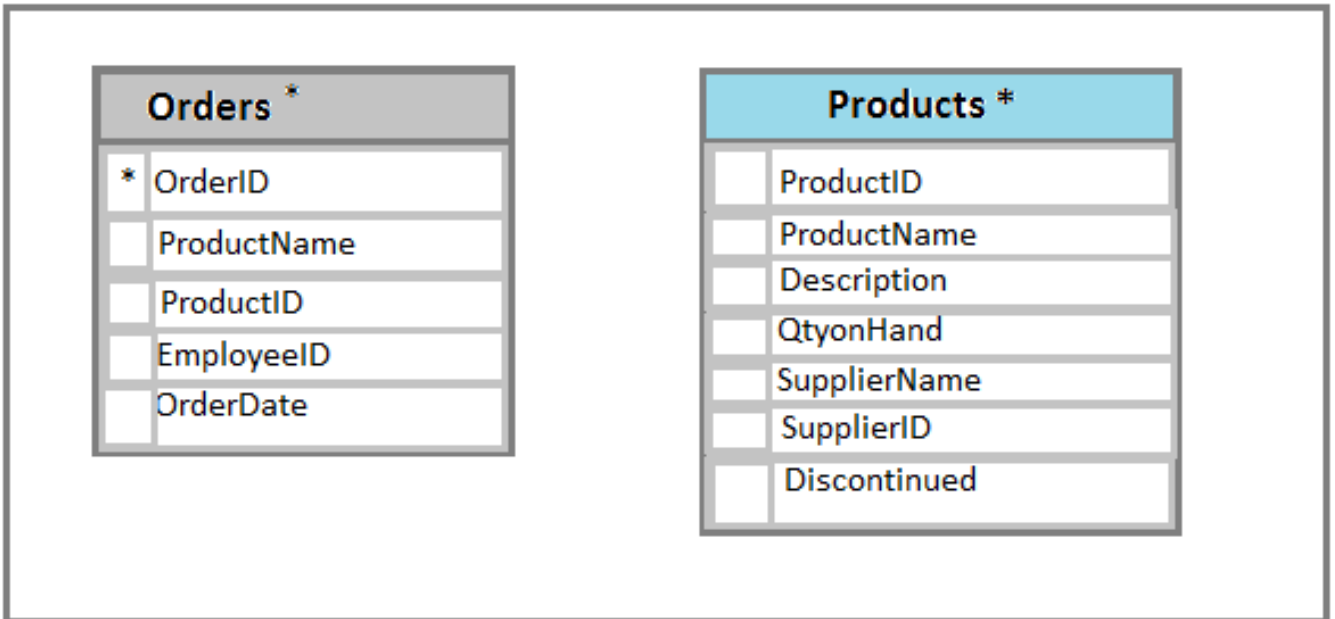 Orders *
* OrderID
ProductName
ProductID
EmployeeID
OrderDate
Products *
ProductID
ProductName
Description
QtyonHand
SupplierName
SupplierID
Discontinued